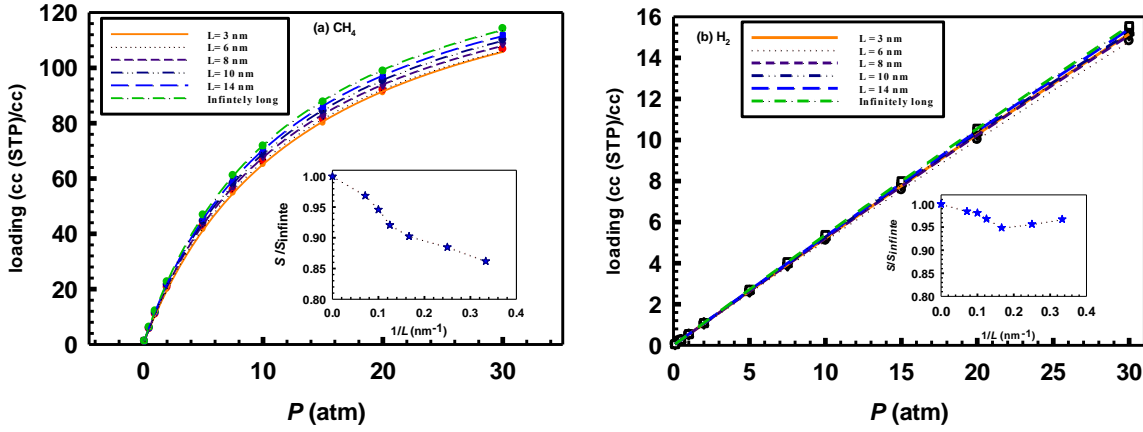 (a) CH4
L= 3 nm
L= 6 nm
L= 8 nm
L= 10 nm
L= 14 nm
Infintely long
120
100
80
60
40
20
0
loading (cc (STP)/cc)
0 10 20 30
P (atm)
S /Sinfinte
1.00
0.95
0.90
0.85
0.80
0.0 0.1 0.2 0.3 0.4
1/L (nm-1)
(b) H2
L = 3 nm
L = 6 nm
L = 8 nm
L = 10 nm
L = 14 nm
Infinitely long
16
14
12
10
8
6
4
2
0
loading (cc (STP)/cc)
0 5 10 15 20 25 30
P (atm)
S/Sinfinte
1.00
0.95
0.90
0.85
0.80
0.0 0.1 0.2 0.3 0.4
1/L (nm-1)